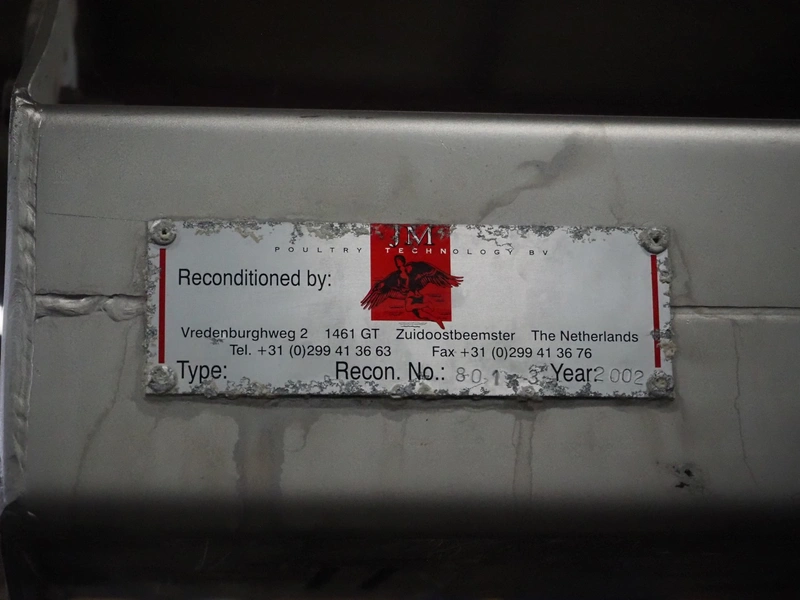 JM
POULTRY TECHNOLOGY BV
Reconditioned by:
Vredenburghweg 2 1461 GT Zuidoostbeemster The Netherlands
Tel. +31 (0)299 41 36 63 Fax +31 (0)299 41 36 76
Type: Recon. No.: Year: 2002